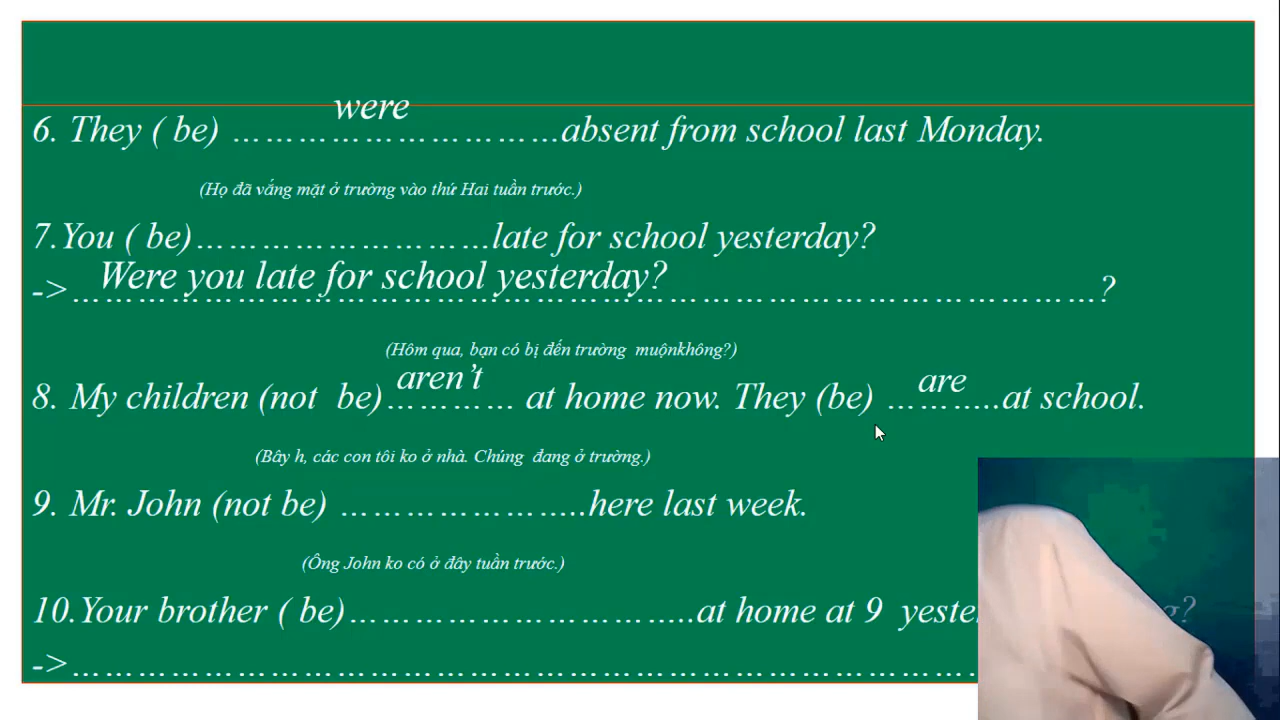 were
6. They ( be) ……………………….…absent from school last Monday.
(Họ đã vắng mặt ở trường vào thứ Hai tuần trước.)
7.You ( be)………………………late for school yesterday?
Were you late for school yesterday?
->…………………………………………………………………………………?
(Hôm qua, bạn có bị đến trường muộnkhông?)
aren’t are
8. My children (not be)………… at home now. They (be) ………..at school.
(Bây h, các con tôi ko ở nhà. Chúng đang ở trường.)
9. Mr. John (not be) …………………..here last week.
(Ông John ko có ở đây tuần trước.)
10.Your brother ( be)…………………………..at home at 9
->………………………………………………………………………